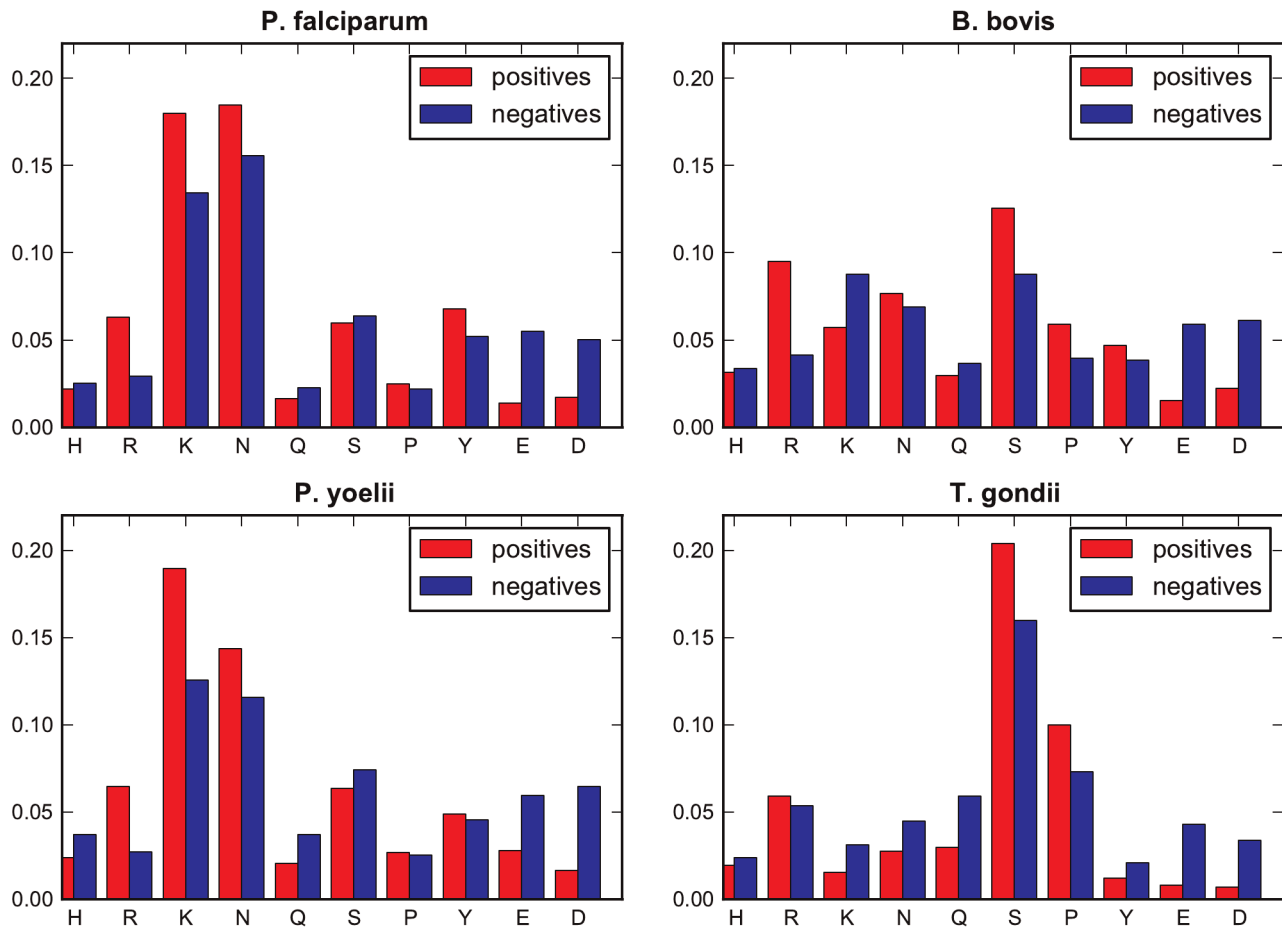 P. falciparum
positives
negatives
0.20
0.15
0.10
0.05
0.00
H R K N Q S P Y E D
B. bovis
positives
negatives
0.20
0.15
0.10
0.05
0.00
H R K N Q S P Y E D
P. yoelii
positives
negatives
0.20
0.15
0.10
0.05
0.00
H R K N Q S P Y E D
T. gondii
positives
negatives
0.20
0.15
0.10
0.05
0.00
H R K N Q S P Y E D